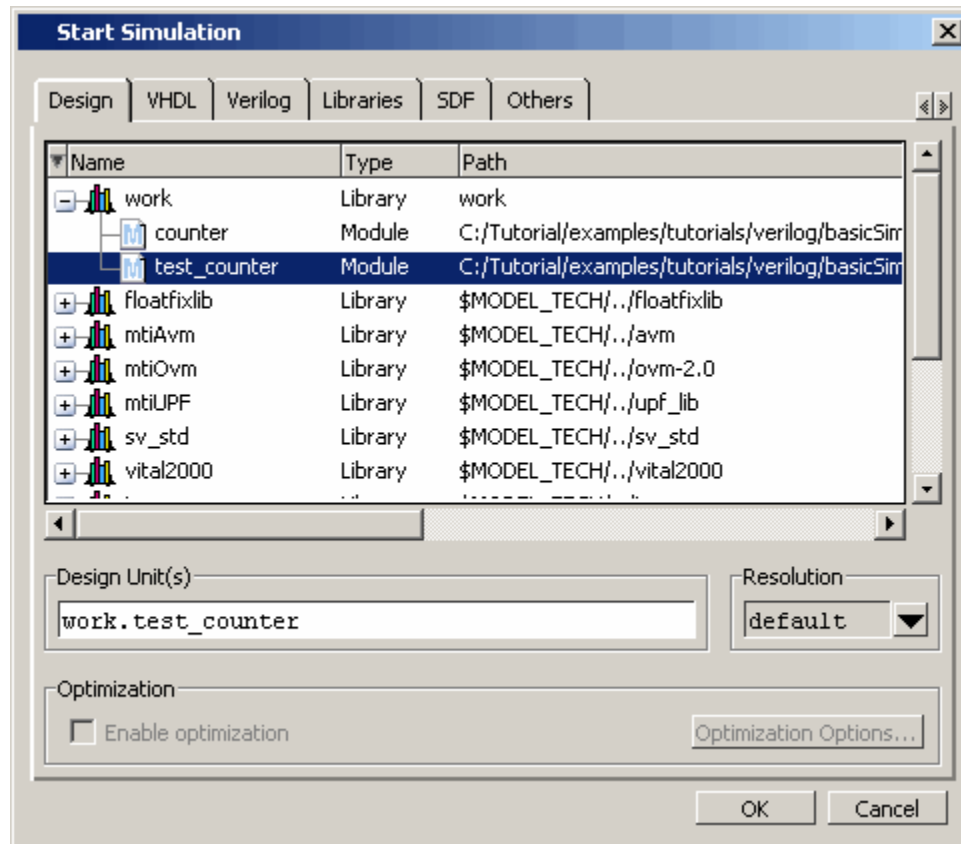 Start Simulation
Design VHDL Verilog Libraries SDF Others
Name Type Path
work Library work
counter Module C:/Tutorial/examples/tutorials/verilog/basicSim
test_counter Module C:/Tutorial/examples/tutorials/verilog/basicSim
floatfixlib Library $MODEL_TECH/../floatfixlib
mtiAvm Library $MODEL_TECH/../avm
mtiOvm Library $MODEL_TECH/../ovm-2.0
mtiUPF Library $MODEL_TECH/../upf_lib
sv_std Library $MODEL_TECH/../sv_std
vital2000 Library $MODEL_TECH/../vital2000
Design Unit(s) Resolution
work.test_counter default
Optimization
Enable optimization Optimization Options...
OK Cancel